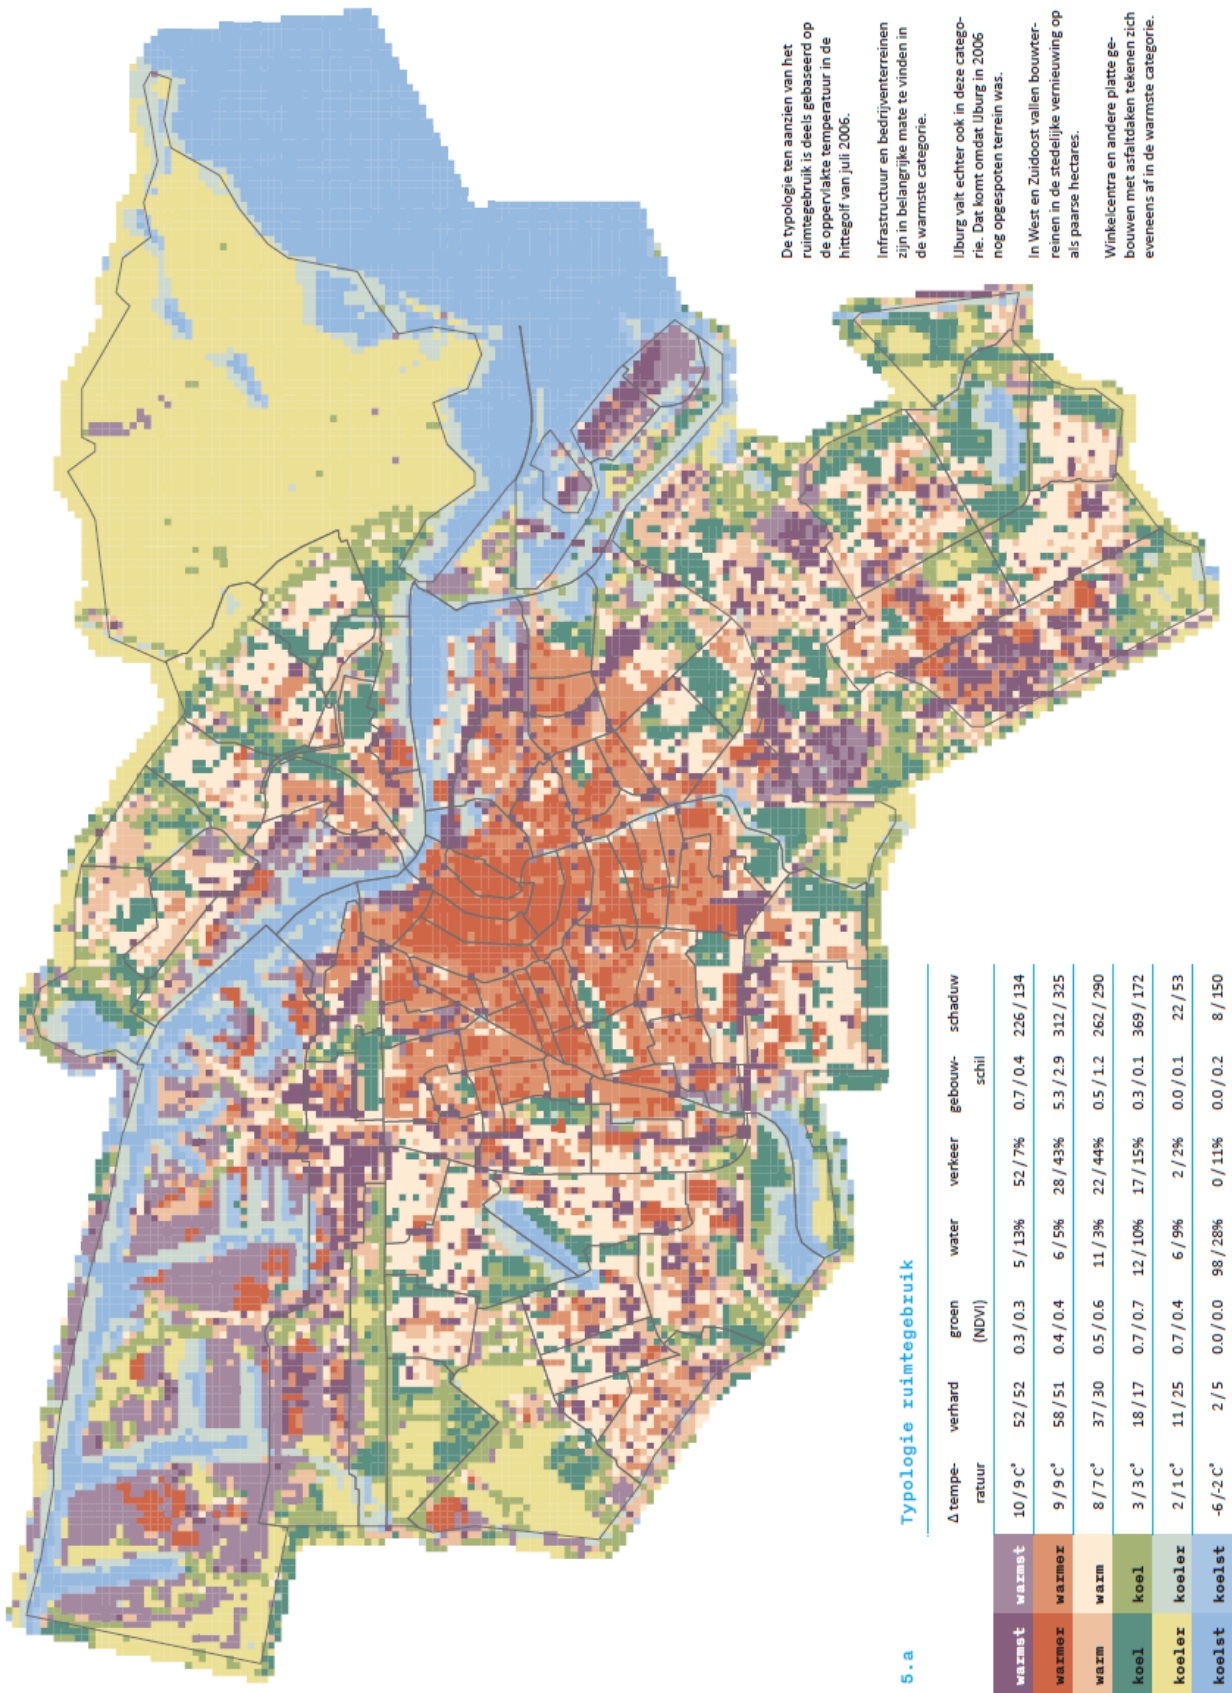 De typologie ten aanzien van het
ruimtegebruik is deels gebaseerd op
de oppervlakte temperatuur in de
hittegolf van juli 2006.
Infrastructuur en bedrijventerreinen
zijn in belangrijke mate te vinden in
de warmste categorie.
IJburg valt echter ook in deze catego-
rie. Dat komt omdat IJburg in 2006
nog opgespoten terrein was.
In West en Zuidoost vallen bouwter-
reinen in de stedelijke vernieuwing op
als paarse hectares.
Winkelcentra en andere platte ge-
bouwen met asfaltdaken tekenen zich
eveneens af in de warmste categorie.
5.a Typologie ruimtegebruik
Δ tempe-ratuur verhard groen (NDVI) water verkeer gebouw-schil schaduw
warmst warmst 10 / 9 C° 52 / 52 0.3 / 0.3 5 / 13% 52 / 7% 0.7 / 0.4 226 / 134
warmer warmer 9 / 9 C° 58 / 51 0.4 / 0.4 6 / 5% 28 / 43% 5.3 / 2.9 312 / 325
warm warm 8 / 7 C° 37 / 30 0.5 / 0.6 11 / 3% 22 / 44% 0.5 / 1.2 262 / 290
koel koel 3 / 3 C° 18 / 17 0.7 / 0.7 12 / 10% 17 / 15% 0.3 / 0.1 369 / 172
koeler koeler 2 / 1 C° 11 / 25 0.7 / 0.4 6 / 9% 2 / 2% 0.0 / 0.1 22 / 53
koelst koelst -6 / -2 C° 2 / 5 0.0 / 0.0 98 / 28% 0 / 11% 0.0 / 0.2 8 / 150